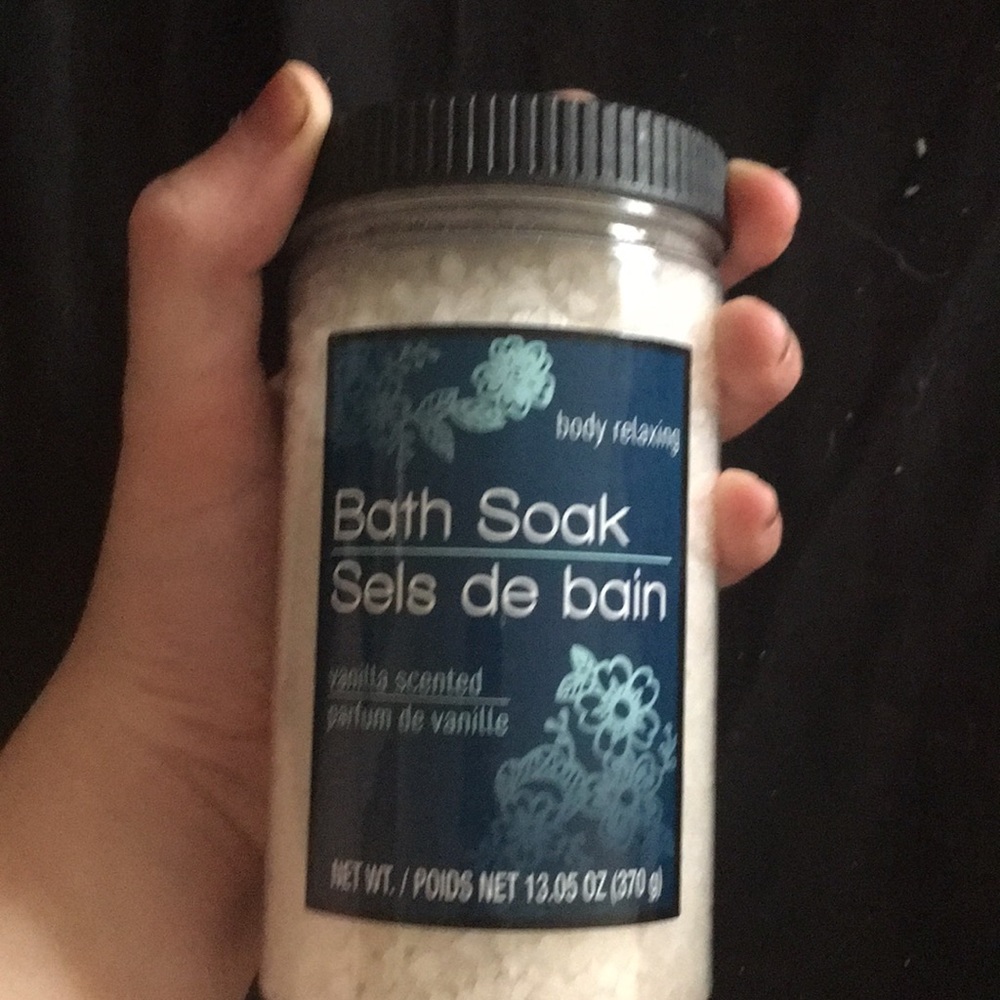 body relaxing
Bath Soak
Sels de bain
vanilla scented
parfum de vanille
NET WT. / POIDS NET 13.05 OZ (370 g)